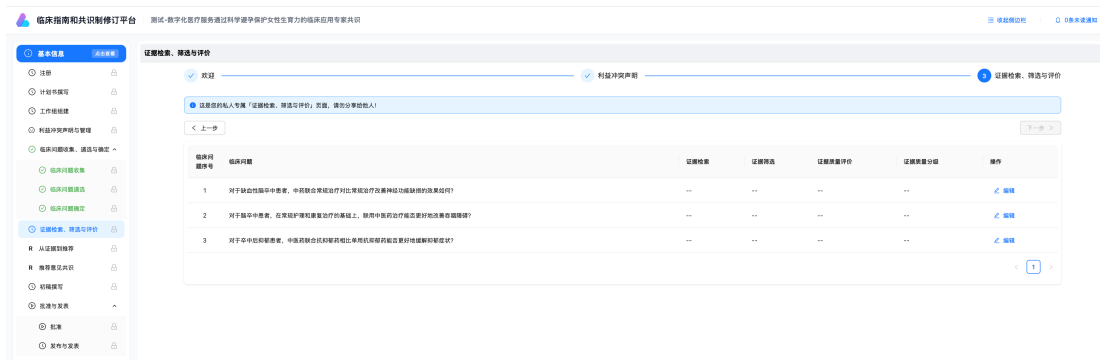 临床指南和共识制修订平台
测试-数字化医疗服务通过科学避孕保护女性生育力的临床应用专家共识
收起侧边栏
0条未读通知
基本信息
点击查看
注册
计划书撰写
工作组组建
利益冲突声明与管理
临床问题收集、遴选与确定
临床问题收集
临床问题遴选
临床问题确定
证据检索、筛选与评价
R 从证据到推荐
R 推荐意见共识
初稿撰写
批准与发表
批准
发布与发表
证据检索、筛选与评价
欢迎
利益冲突声明
3 证据检索、筛选与评价
这是您的私人专属「证据检索、筛选与评价」页面，请勿分享给他人！
< 上一步
下一步 >
临床问题序号 临床问题 证据检索 证据筛选 证据质量评价 证据质量分级 操作
1 对于缺血性脑卒中患者，中药联合常规治疗对比常规治疗改善神经功能缺损的效果如何？ -- -- -- -- 编辑
2 对于脑卒中患者，在常规护理和康复治疗的基础上，联用中医药治疗能否更好地改善吞咽障碍？ -- -- -- -- 编辑
3 对于卒中后抑郁患者，中医药联合抗抑郁药相比单用抗抑郁药能否更好地缓解抑郁症状？ -- -- -- -- 编辑
< 1 >